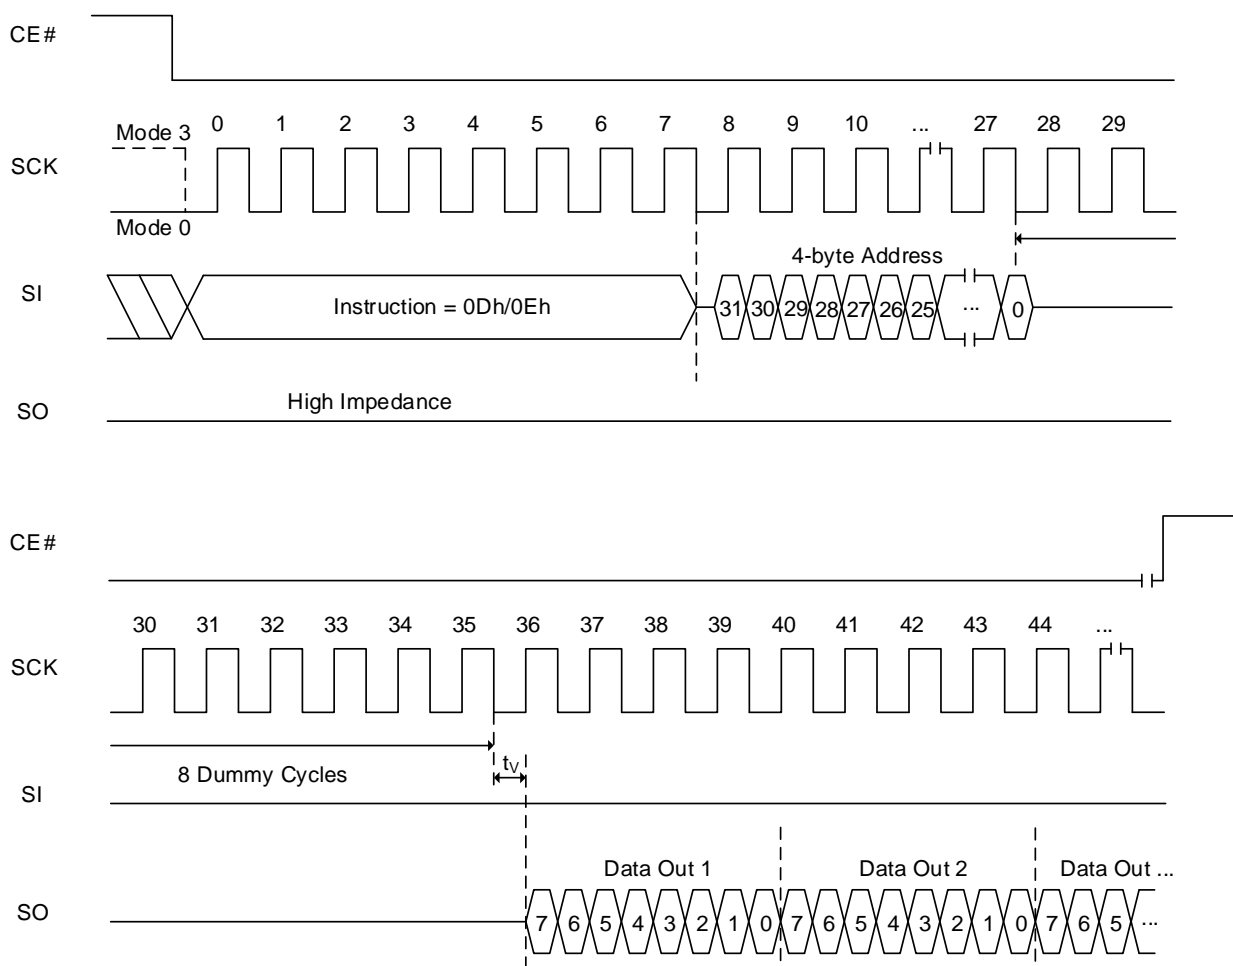 CE#
Mode 3 0 1 2 3 4 5 6 7 8 9 10 ... 27 28 29
SCK
Mode 0
4-byte Address
SI Instruction = 0Dh/0Eh 31 30 29 28 27 26 25 ... 0
SO High Impedance
CE#
30 31 32 33 34 35 36 37 38 39 40 41 42 43 44 ...
SCK
8 Dummy Cycles tV
SI
Data Out 1 Data Out 2 Data Out ...
SO 7 6 5 4 3 2 1 0 7 6 5 4 3 2 1 0 7 6 5 ...